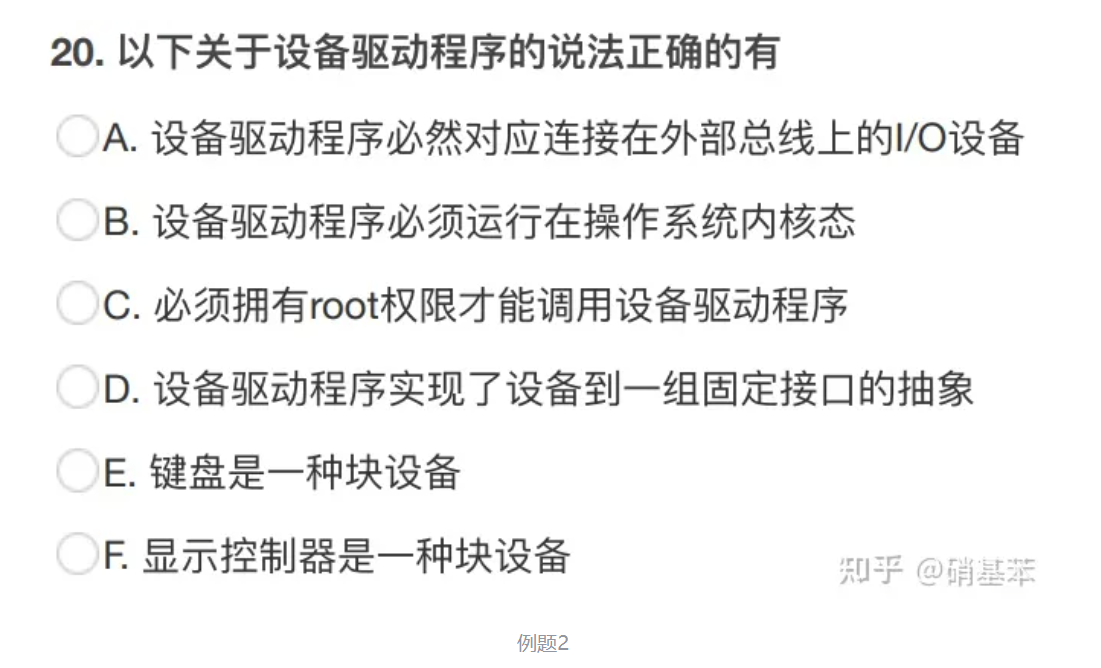 20. 以下关于设备驱动程序的说法正确的有
A. 设备驱动程序必然对应连接在外部总线上的I/O设备
B. 设备驱动程序必须运行在操作系统内核态
C. 必须拥有root权限才能调用设备驱动程序
D. 设备驱动程序实现了设备到一组固定接口的抽象
E. 键盘是一种块设备
F. 显示控制器是一种块设备
知乎 @硝基苯
例题2